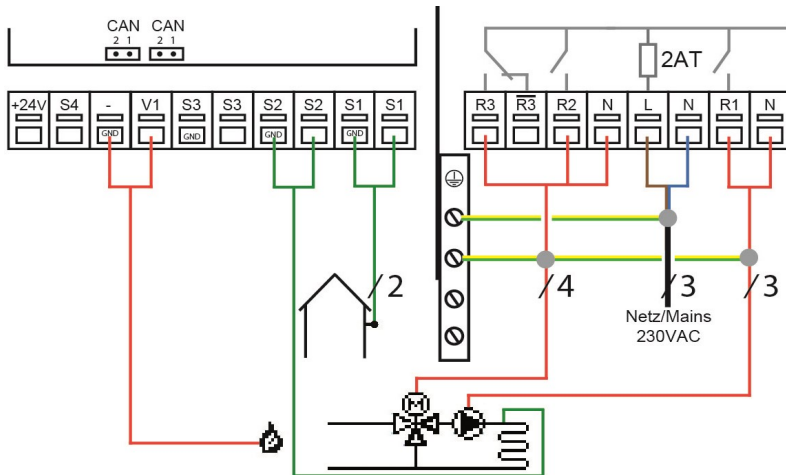 CAN CAN
2 1 2 1
2AT
+24V S4 - V1 S3 S3 S2 S2 S1 S1
R3 R3 R2 N L N R1 N
GND GND GND GND
/2
/4 /3 /3
Netz/Mains
230VAC
M